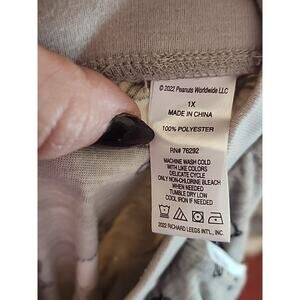 © 2022 Peanuts Worldwide LLC
1X
MADE IN CHINA
100% POLYESTER
RN# 76292
MACHINE WASH COLD
WITH LIKE COLORS
DELICATE CYCLE
ONLY NON-CHLORINE BLEACH
WHEN NEEDED
TUMBLE DRY LOW
COOL IRON IF NEEDED
2022 RICHARD LEEDS INT'L., INC.